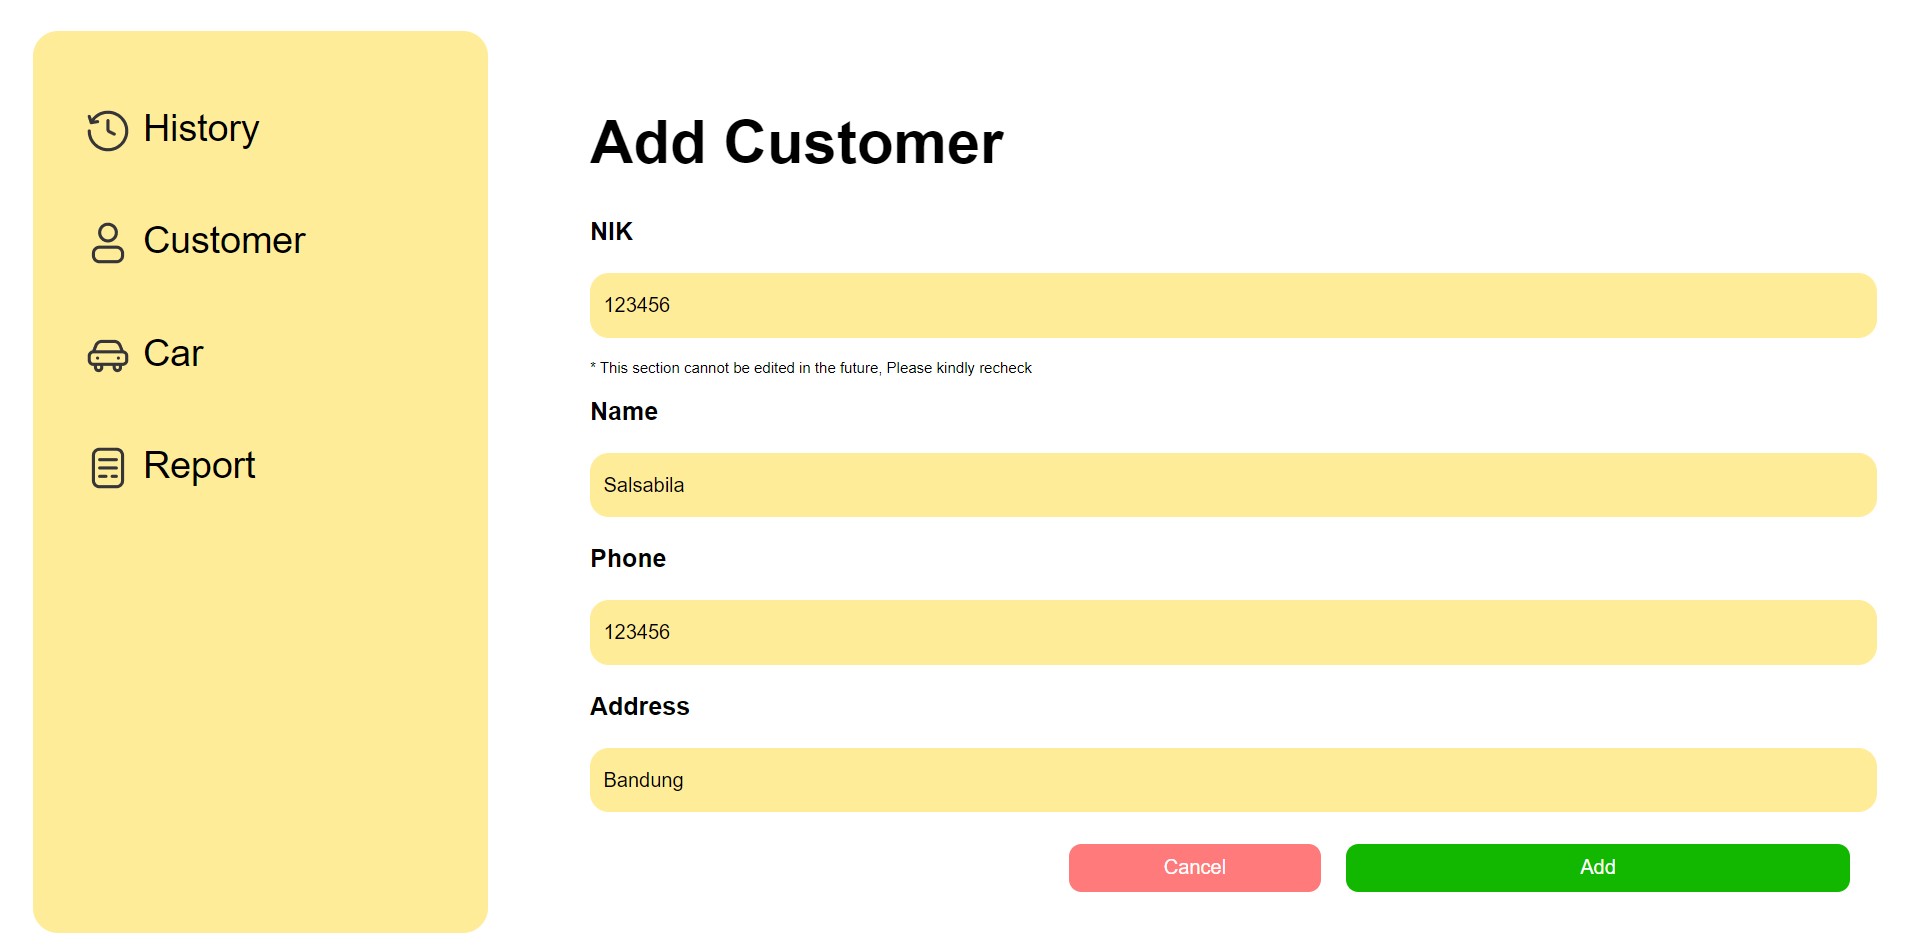 History
Customer
Car
Report
Add Customer
NIK
123456
* This section cannot be edited in the future, Please kindly recheck
Name
Salsabila
Phone
123456
Address
Bandung
Cancel
Add